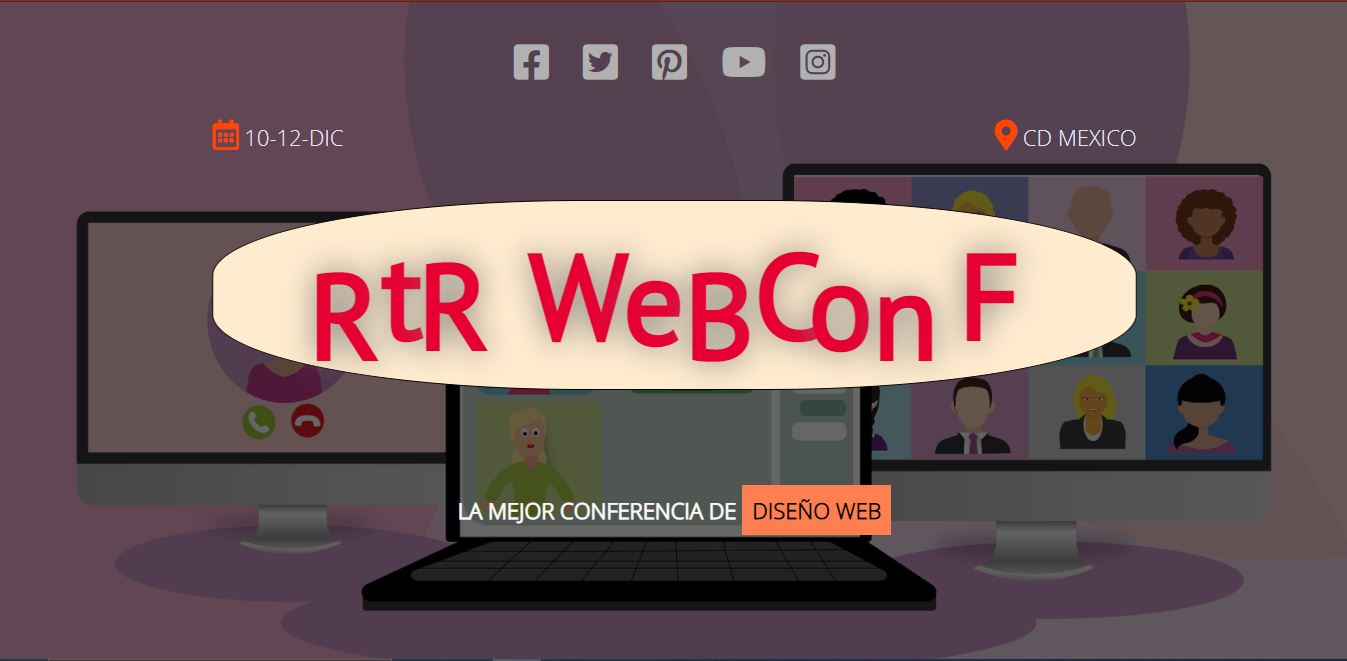 10-12-DIC
CD MEXICO
RtR WeBCon F
LA MEJOR CONFERENCIA DE DISEÑO WEB